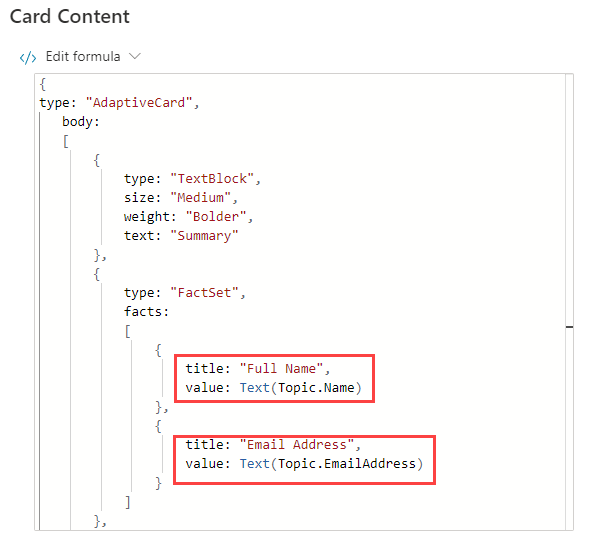 Card Content
</> Edit formula
{
type: "AdaptiveCard",
body:
[
{
type: "TextBlock",
size: "Medium",
weight: "Bolder",
text: "Summary"
},
{
type: "FactSet",
facts:
[
{
title: "Full Name",
value: Text(Topic.Name)
},
{
title: "Email Address",
value: Text(Topic.EmailAddress)
}
]
},